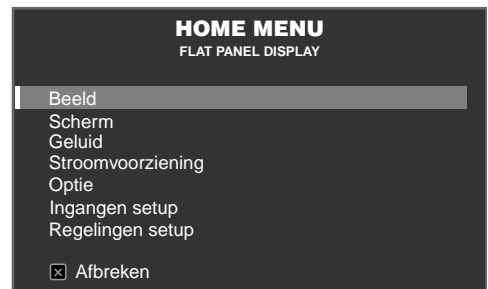 HOME MENU
FLAT PANEL DISPLAY
Beeld
Scherm
Geluid
Stroomvoorziening
Optie
Ingangen setup
Regelingen setup
Afbreken